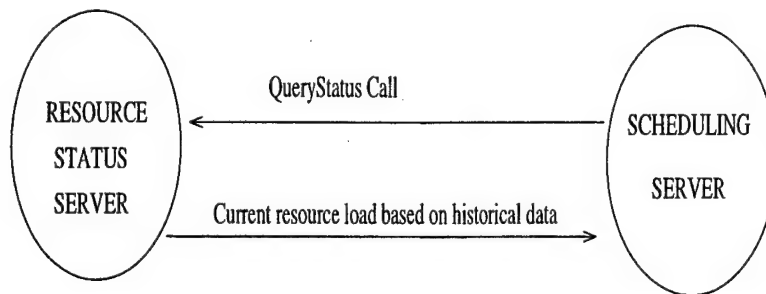 QueryStatus Call
RESOURCE
STATUS
SERVER
SCHEDULING
SERVER
Current resource load based on historical data